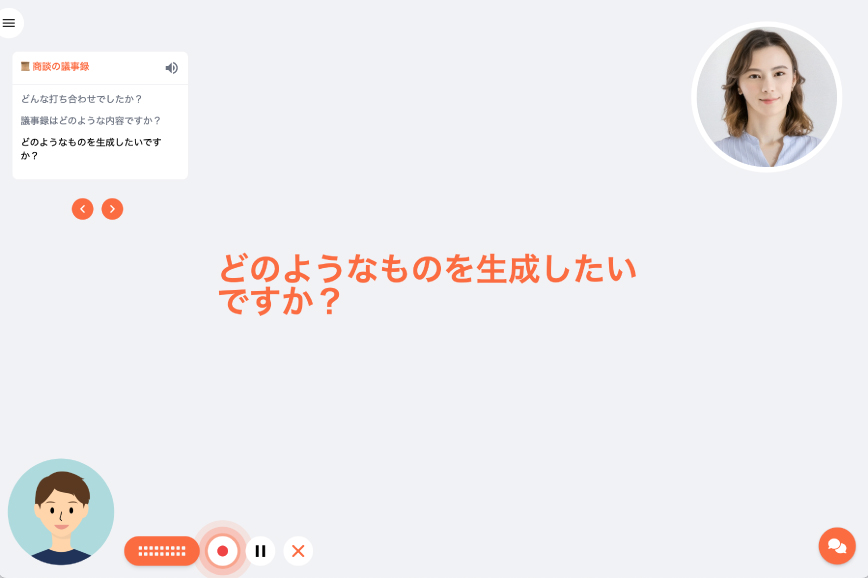 商談の議事録
どんな打ち合わせでしたか？
議事録はどのような内容ですか？
どのようなものを生成したいです
か？
どのようなものを生成したい
ですか？